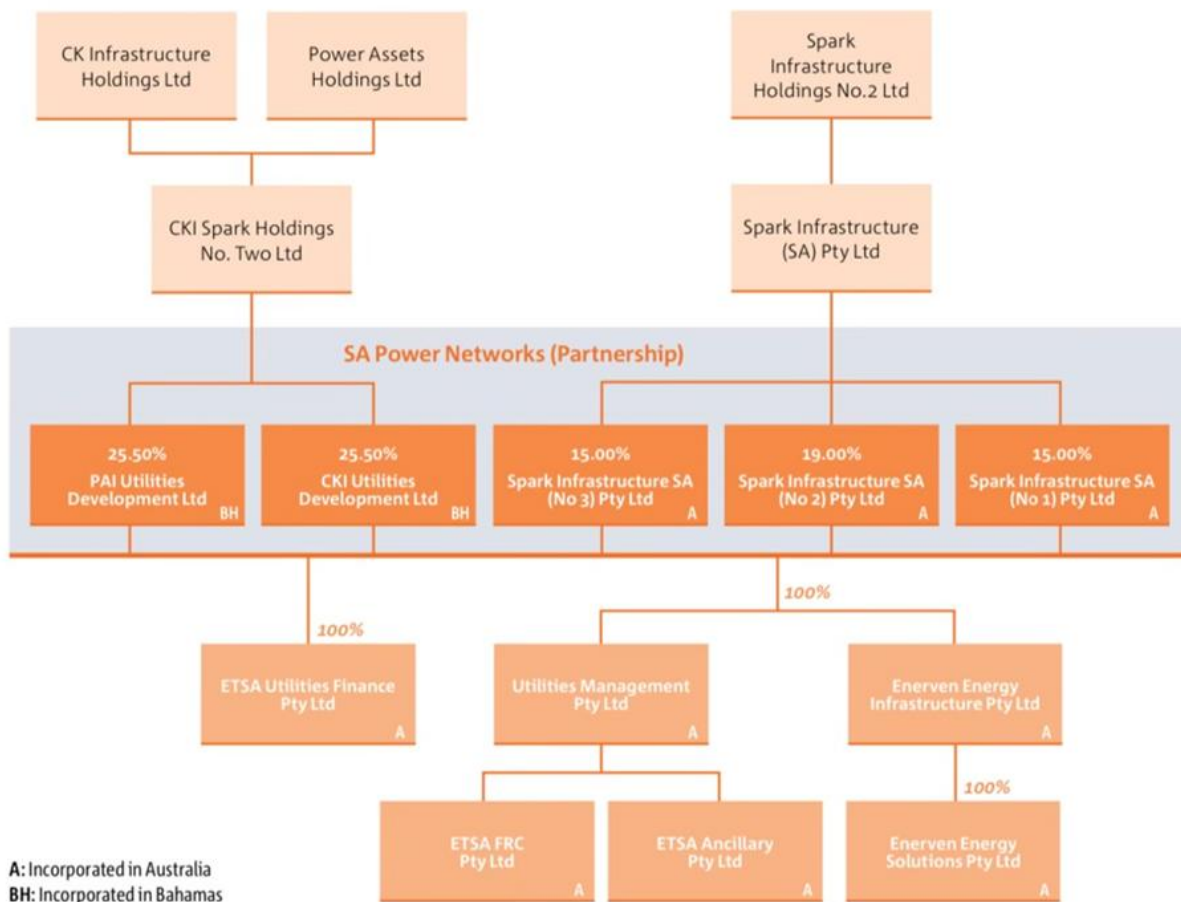 CK Infrastructure
Holdings Ltd
Power Assets
Holdings Ltd
Spark
Infrastructure
Holdings No.2 Ltd
CKI Spark Holdings
No. Two Ltd
Spark Infrastructure
(SA) Pty Ltd
SA Power Networks (Partnership)
25.50%
PAI Utilities
Development Ltd
BH
25.50%
CKI Utilities
Development Ltd
BH
15.00%
Spark Infrastructure SA
(No 3) Pty Ltd
A
19.00%
Spark Infrastructure SA
(No 2) Pty Ltd
A
15.00%
Spark Infrastructure SA
(No 1) Pty Ltd
A
100%
100%
ETSA Utilities Finance
Pty Ltd
A
Utilities Management
Pty Ltd
A
Enerven Energy
Infrastructure Pty Ltd
A
100%
ETSA FRC
Pty Ltd
A
ETSA Ancillary
Pty Ltd
A
Enerven Energy
Solutions Pty Ltd
A
A: Incorporated in Australia
BH: Incorporated in Bahamas